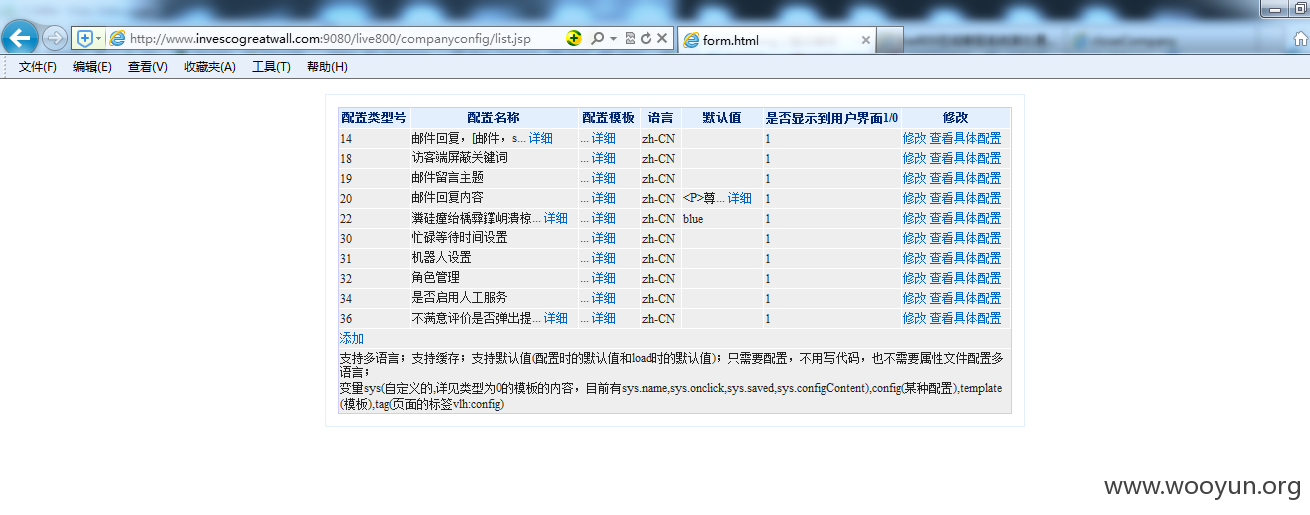 http://www.invescogreatwall.com:9080/live800/companyconfig/list.jsp
form.html
文件(F) 编辑(E) 查看(V) 收藏夹(A) 工具(T) 帮助(H)
配置类型号 配置名称 配置模板 语言 默认值 是否显示到用户界面1/0 修改
14 邮件回复，[邮件，s... 详细 ... 详细 zh-CN 1 修改 查看具体配置
18 访客端屏蔽关键词 ... 详细 zh-CN 1 修改 查看具体配置
19 邮件留言主题 ... 详细 zh-CN 1 修改 查看具体配置
20 邮件回复内容 ... 详细 zh-CN <P>尊... 详细 1 修改 查看具体配置
22 ... 详细 ... 详细 zh-CN blue 1 修改 查看具体配置
30 忙碌等待时间设置 ... 详细 zh-CN 1 修改 查看具体配置
31 机器人设置 ... 详细 zh-CN 1 修改 查看具体配置
32 角色管理 ... 详细 zh-CN 1 修改 查看具体配置
34 是否启用人工服务 ... 详细 zh-CN 1 修改 查看具体配置
36 不满意评价是否弹出提... 详细 ... 详细 zh-CN 1 修改 查看具体配置
添加
支持多语言；支持缓存；支持默认值(配置时的默认值和load时的默认值)；只需要配置，不用写代码，也不需要属性文件配置多
语言；
变量sys(自定义的,详见类型为0的模板的内容，目前有sys.name,sys.onclick,sys.saved,sys.configContent),config(某种配置),template
(模板),tag(页面的标签vlh:config)
www.wooyun.org